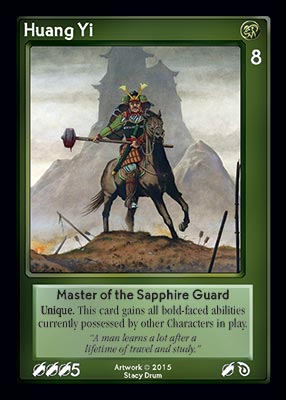 Huang Yi
8
Master of the Sapphire Guard
Unique. This card gains all bold-faced abilities
currently possessed by other Characters in play.
"A man learns a lot after a
lifetime of travel and study."
Artwork © 2015
Stacy Drum
5